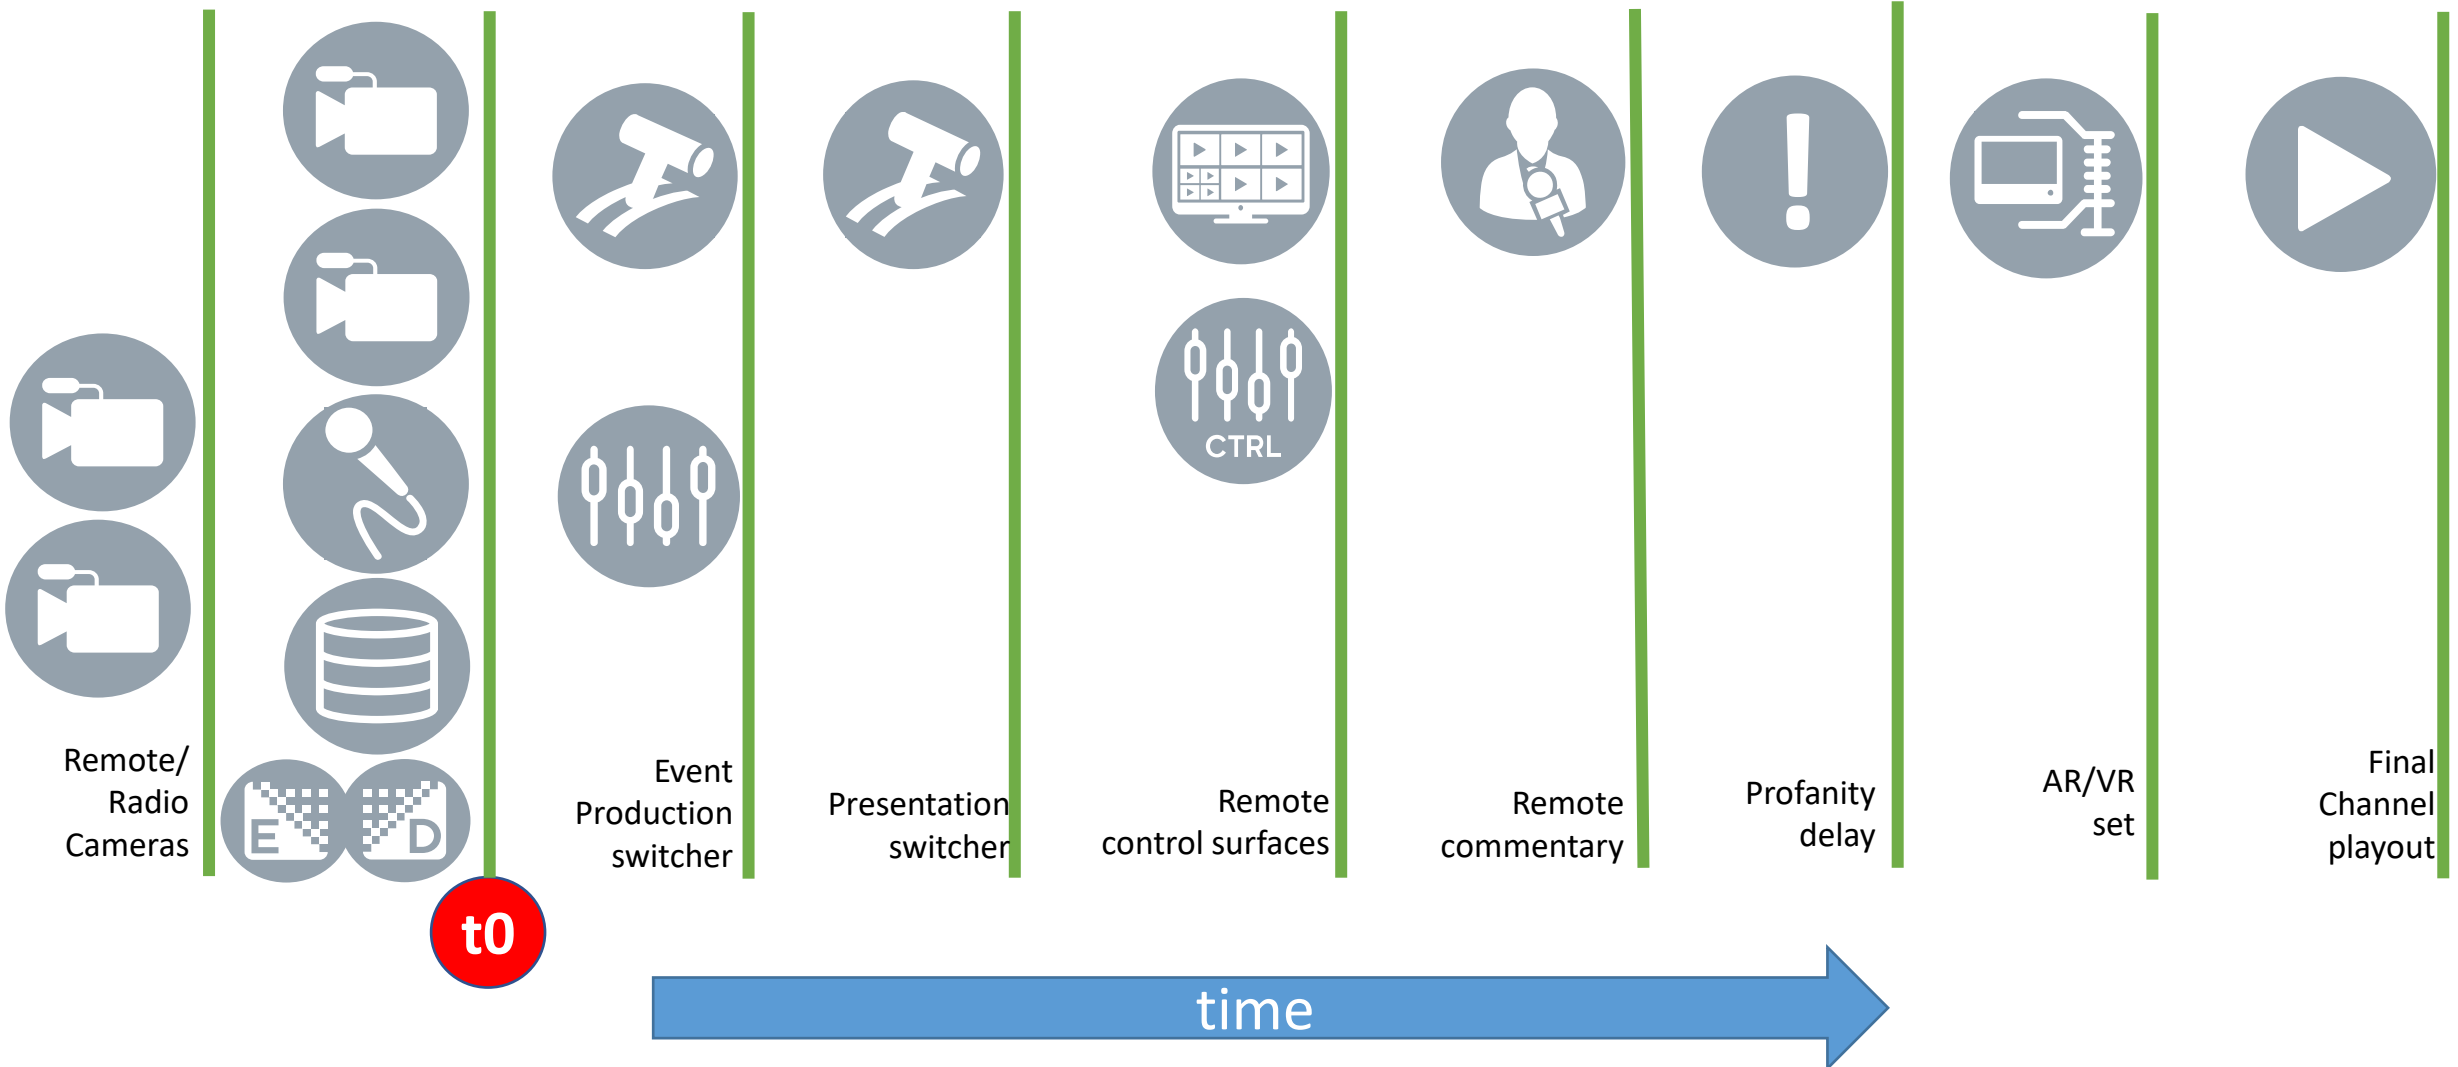 CTRL
Remote/
Radio
Cameras
E
D
t0
Event
Production
switcher
Presentation
switcher
Remote
control surfaces
Remote
commentary
Profanity
delay
AR/VR
set
Final
Channel
playout
time